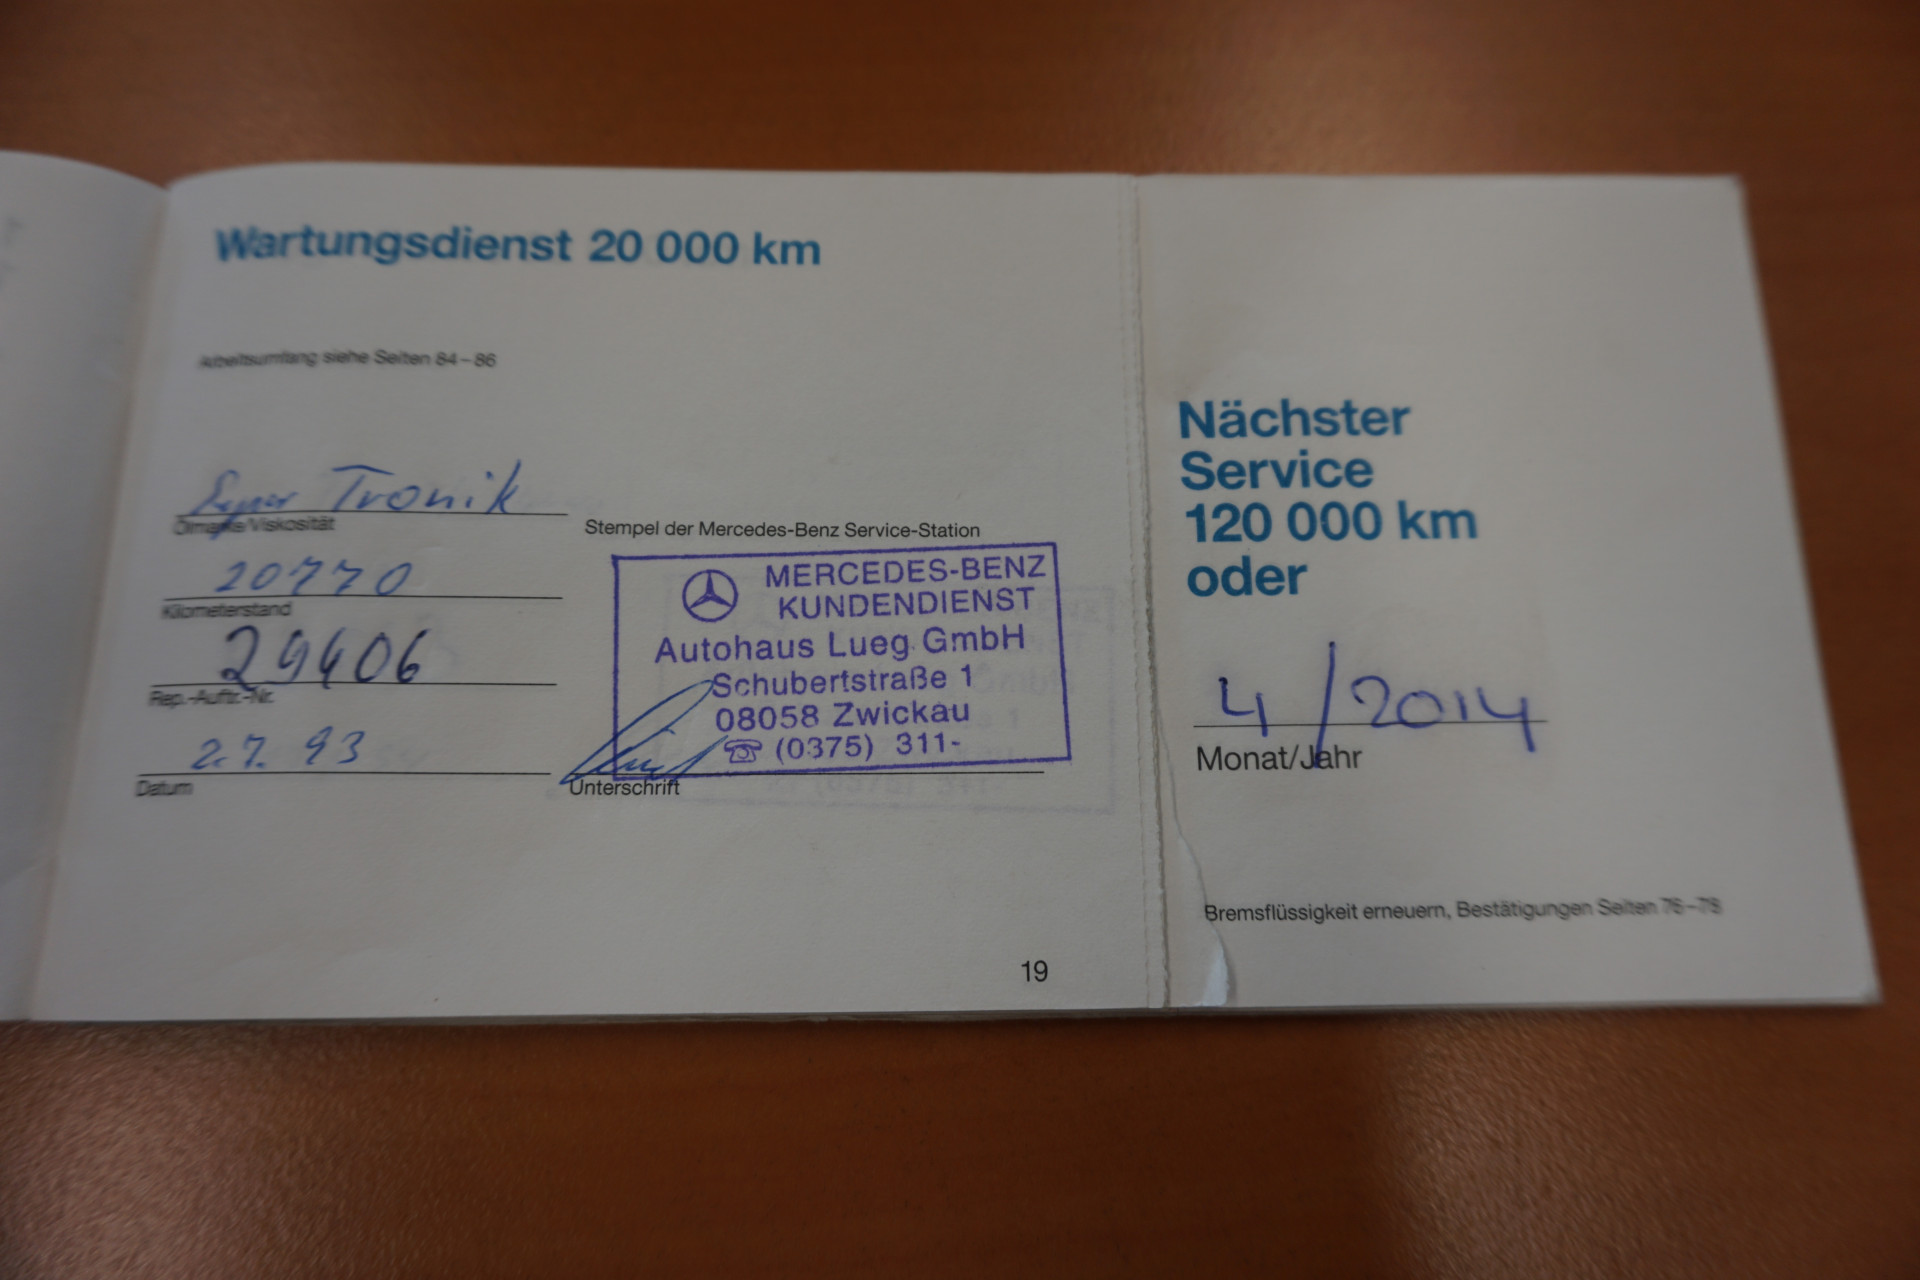 Wartungsdienst 20 000 km
Arbeitsumfang siehe Seiten 84–86
Tronik
Ölmarke/Viskosität
20770
Kilometerstand
29406
Rep.-Auftr.-Nr.
2.7. 93
Datum
Stempel der Mercedes-Benz Service-Station
MERCEDES-BENZ
KUNDENDIENST
Autohaus Lueg GmbH
Schubertstraße 1
08058 Zwickau
☎ (0375) 311-
Unterschrift
19
Nächster
Service
120 000 km
oder
4/2014
Monat/Jahr
Bremsflüssigkeit erneuern, Bestätigungen Seiten 76–78